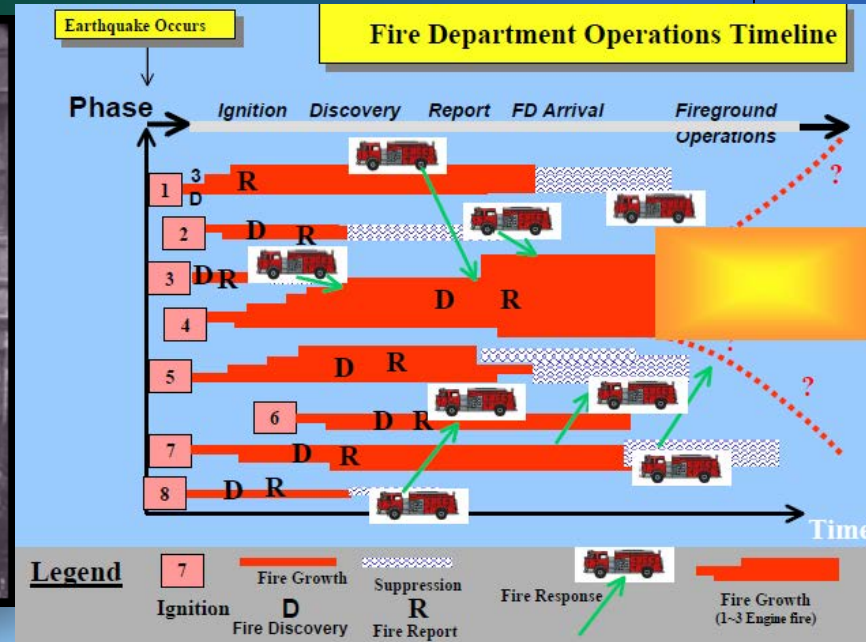 Earthquake Occurs
Fire Department Operations Timeline
Phase
Ignition Discovery Report FD Arrival Fireground
Operations
?
1
3
D
R
2
D
R
3
D
R
4
D
R
5
D
R
?
6
D
R
7
D
R
8
D
R
Time
Legend
7
Ignition
Fire Growth
D
Fire Discovery
Suppression
R
Fire Report
Fire Response
Fire Growth
(1~3 Engine fire)